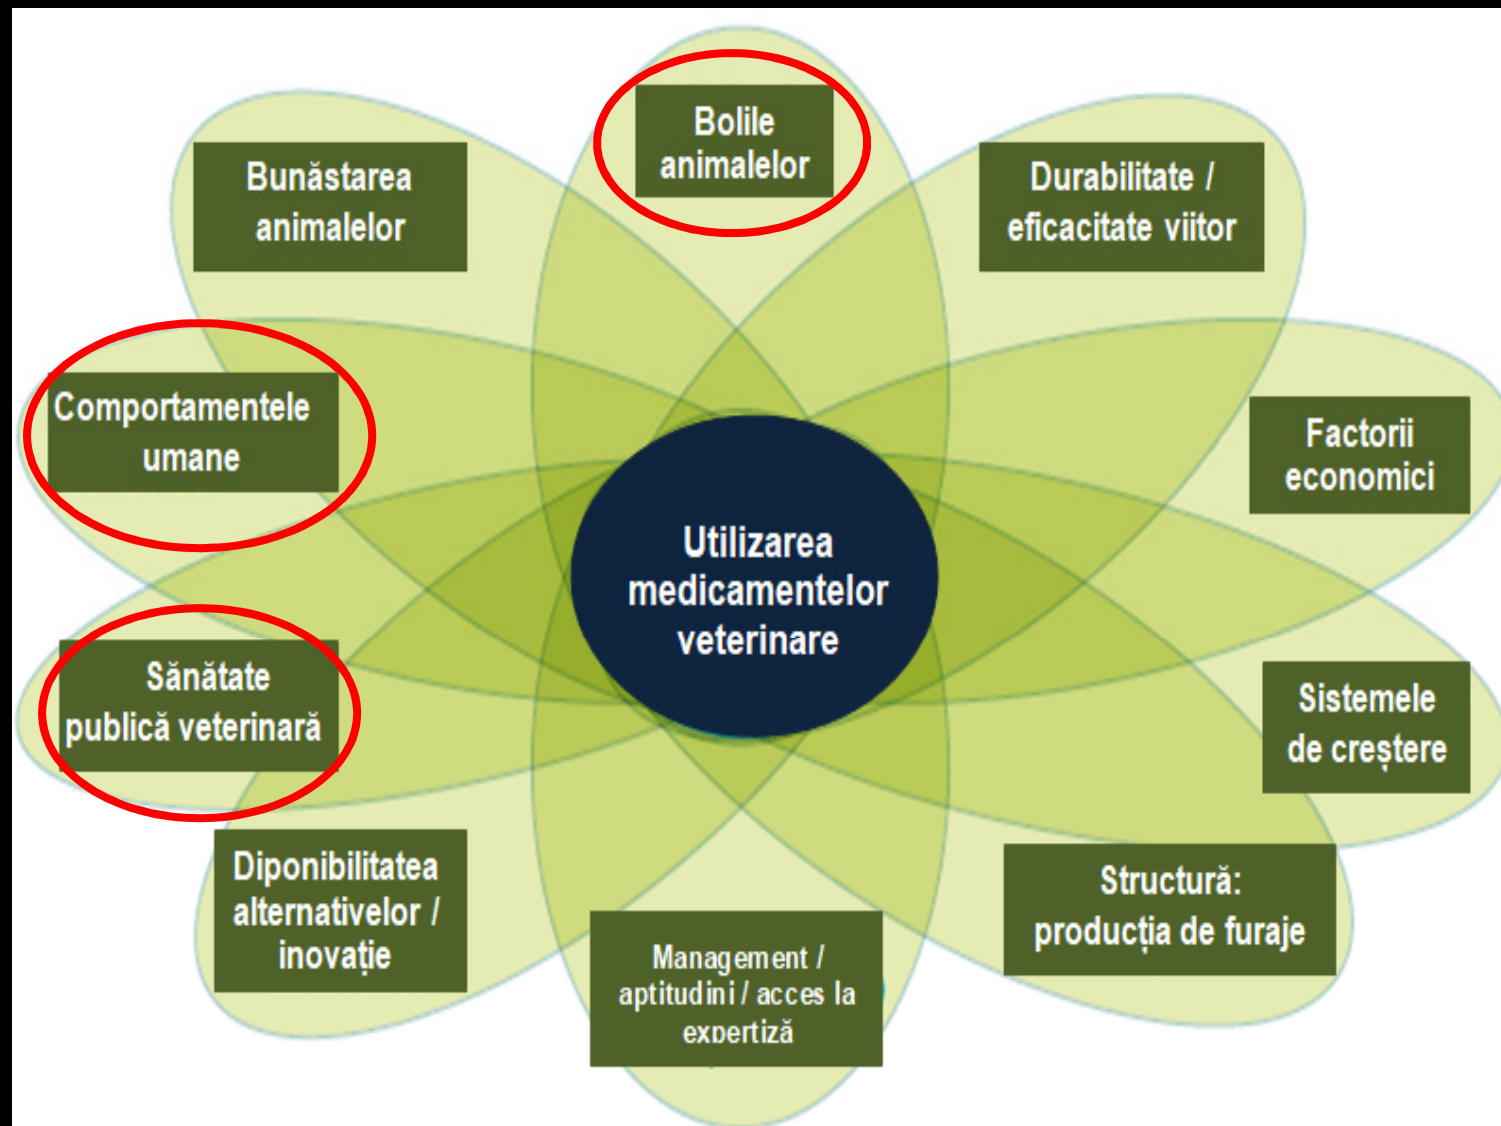 Bolile
animalelor
Bunăstarea
animalelor
Durabilitate /
eficacitate viitor
Comportamentele
umane
Factorii
economici
Utilizarea
medicamentelor
veterinare
Sănătate
publică veterinară
Sistemele
de creștere
Diponibilitatea
alternativelor /
inovație
Structură:
producția de furaje
Management /
aptitudini / acces la
expertiză